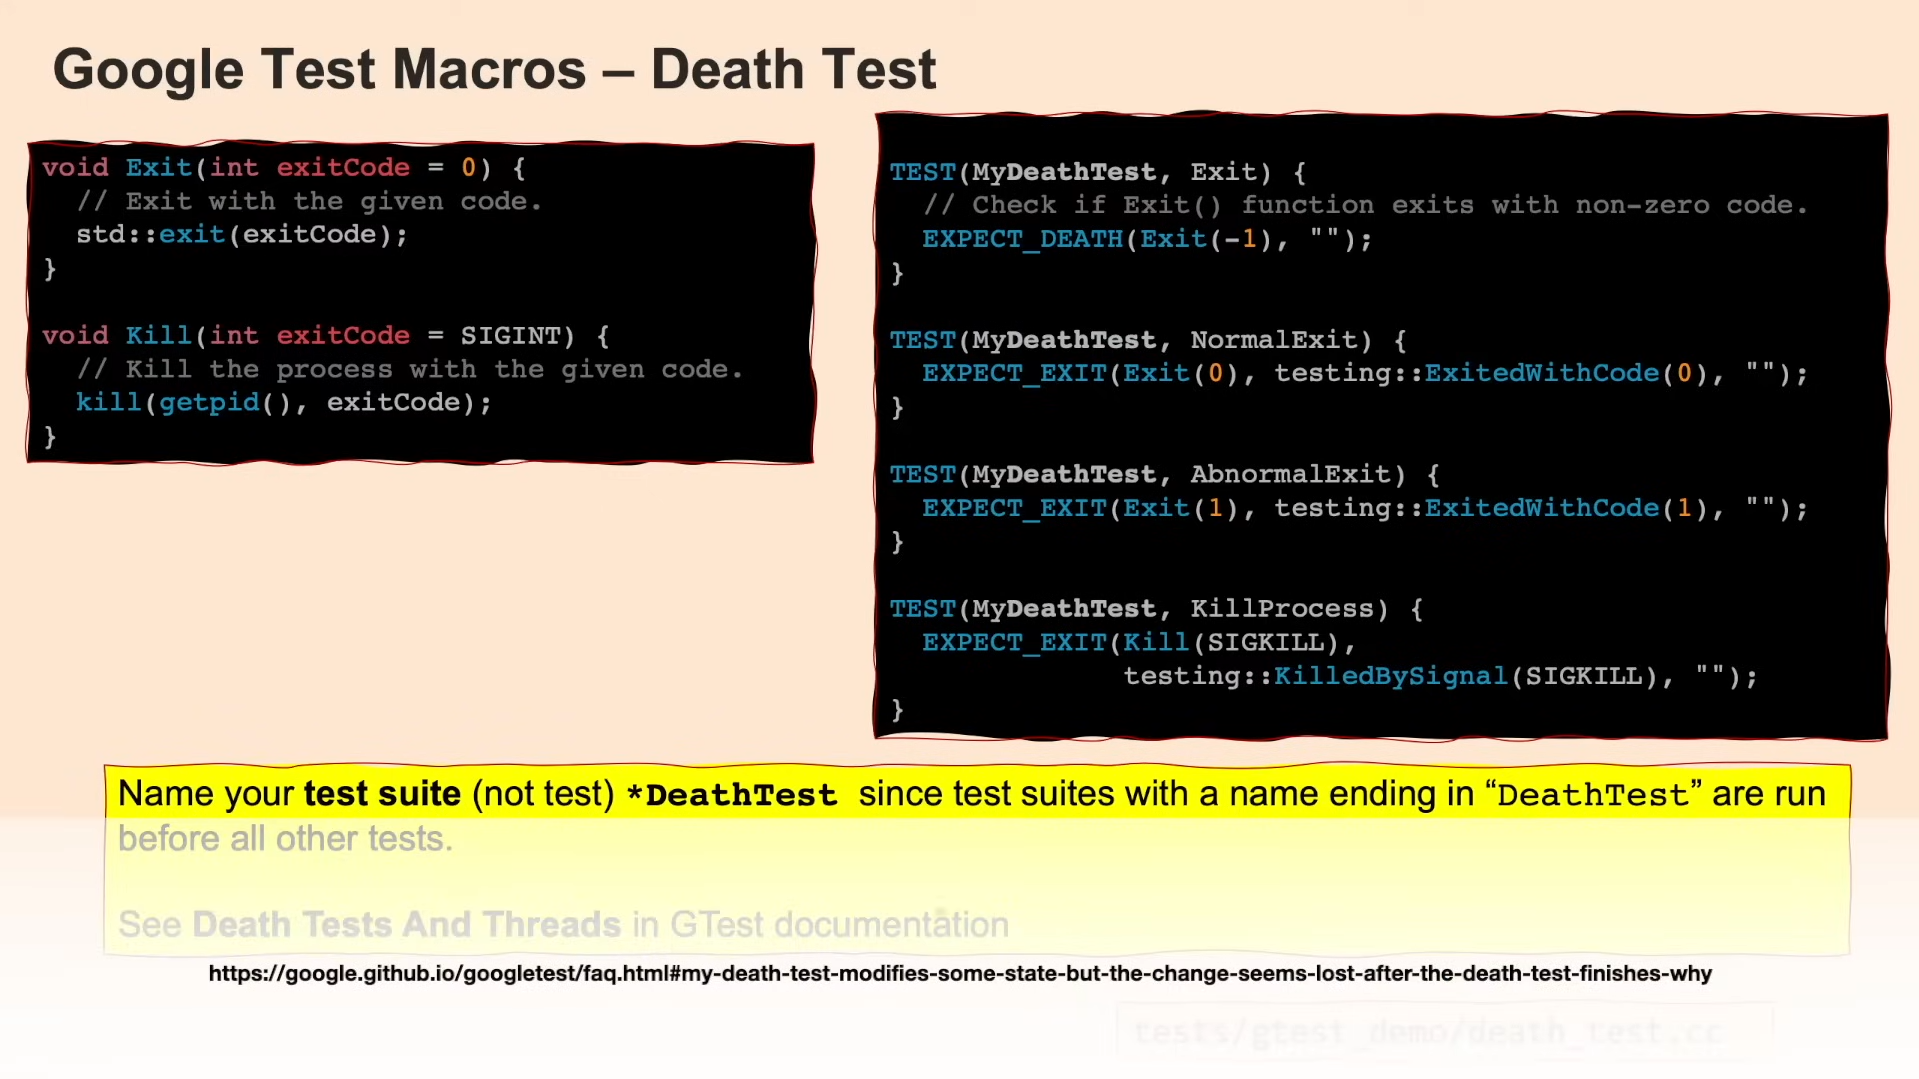 Google Test Macros – Death Test
void Exit(int exitCode = 0) {
  // Exit with the given code.
  std::exit(exitCode);
}
void Kill(int exitCode = SIGINT) {
  // Kill the process with the given code.
  kill(getpid(), exitCode);
}
TEST(MyDeathTest, Exit) {
  // Check if Exit() function exits with non-zero code.
  EXPECT_DEATH(Exit(-1), "");
}
TEST(MyDeathTest, NormalExit) {
  EXPECT_EXIT(Exit(0), testing::ExitedWithCode(0), "");
}
TEST(MyDeathTest, AbnormalExit) {
  EXPECT_EXIT(Exit(1), testing::ExitedWithCode(1), "");
}
TEST(MyDeathTest, KillProcess) {
  EXPECT_EXIT(Kill(SIGKILL),
              testing::KilledBySignal(SIGKILL), "");
}
Name your test suite (not test) *DeathTest since test suites with a name ending in “DeathTest” are run
before all other tests.
See Death Tests And Threads in GTest documentation
https://google.github.io/googletest/faq.html#my-death-test-modifies-some-state-but-the-change-seems-lost-after-the-death-test-finishes-why
tests/gtest_demo/death_test.cc